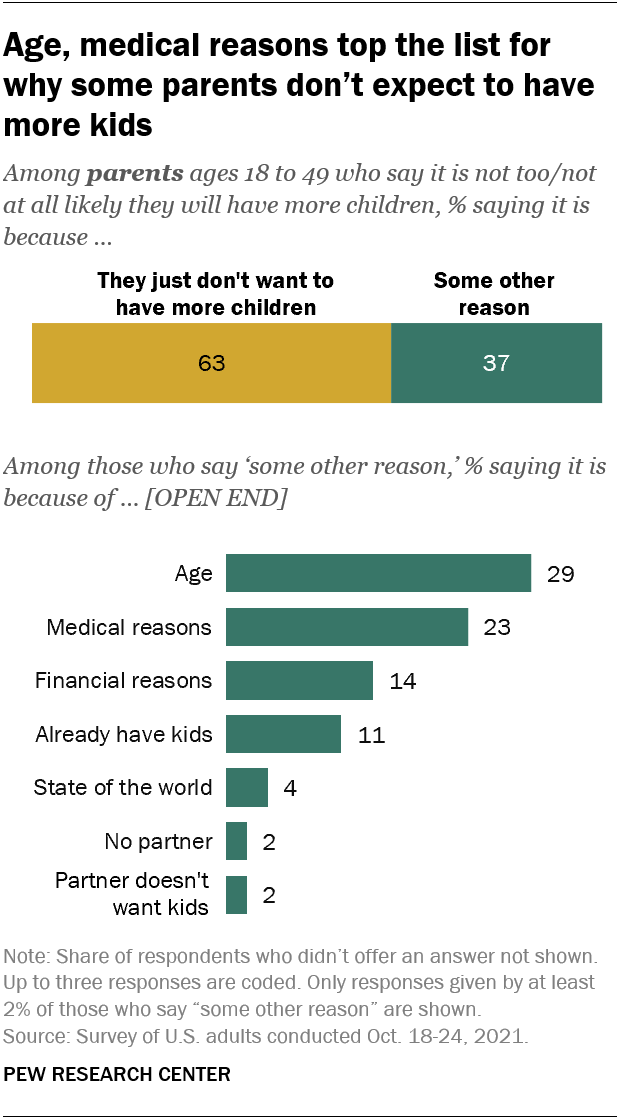 Age, medical reasons top the list for
why some parents don’t expect to have
more kids
Among parents ages 18 to 49 who say it is not too/not
at all likely they will have more children, % saying it is
because ...
They just don't want to
have more children
Some other
reason
63
37
Among those who say ‘some other reason,’ % saying it is
because of ... [OPEN END]
Age 29
Medical reasons 23
Financial reasons 14
Already have kids 11
State of the world 4
No partner 2
Partner doesn't
want kids 2
Note: Share of respondents who didn’t offer an answer not shown.
Up to three responses are coded. Only responses given by at least
2% of those who say “some other reason” are shown.
Source: Survey of U.S. adults conducted Oct. 18-24, 2021.
PEW RESEARCH CENTER